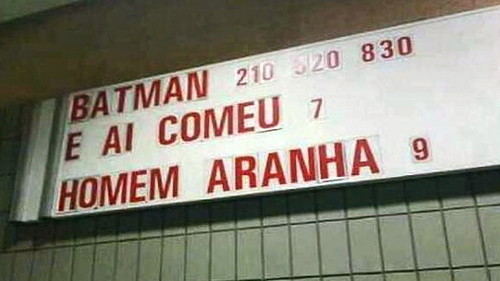 BATMAN 210 520 830
E AI COMEU 7
HOMEM ARANHA 9